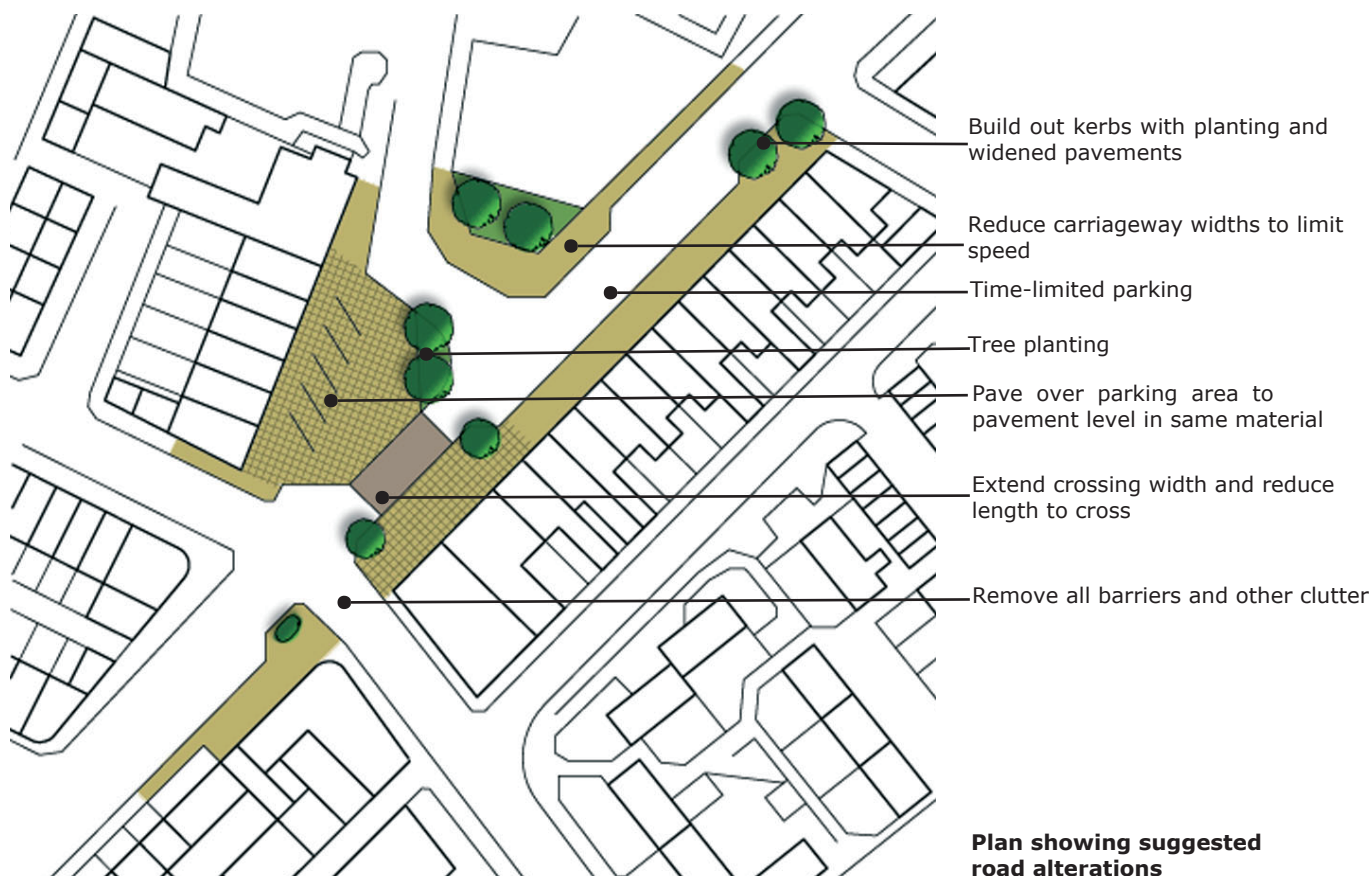 Build out kerbs with planting and
widened pavements
Reduce carriageway widths to limit
speed
Time-limited parking
Tree planting
Pave over parking area to
pavement level in same material
Extend crossing width and reduce
length to cross
Remove all barriers and other clutter
Plan showing suggested
road alterations